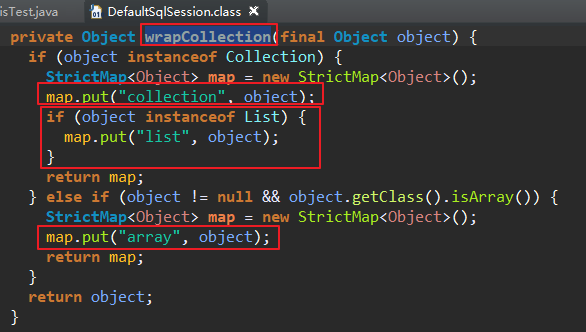 isTest.java
DefaultSqlSession.class
private Object wrapCollection(final Object object) {
  if (object instanceof Collection) {
    StrictMap<Object> map = new StrictMap<Object>();
    map.put("collection", object);
    if (object instanceof List) {
      map.put("list", object);
    }
    return map;
  } else if (object != null && object.getClass().isArray()) {
    StrictMap<Object> map = new StrictMap<Object>();
    map.put("array", object);
    return map;
  }
  return object;
}